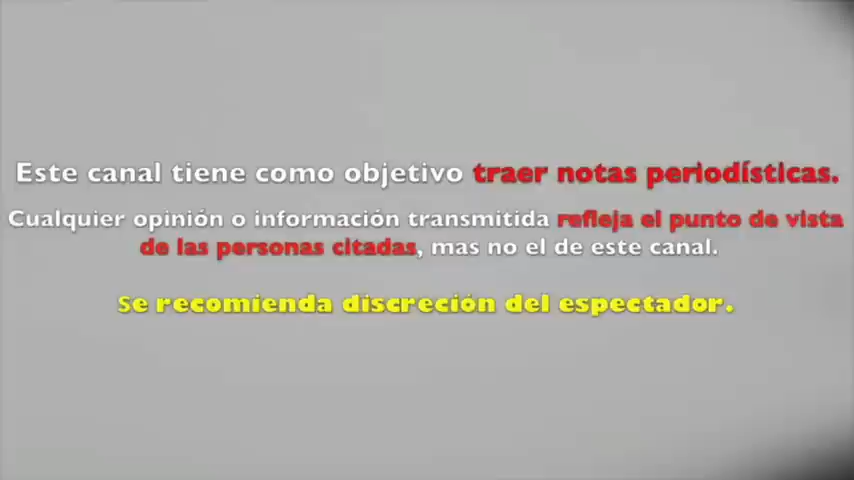 Este canal tiene como objetivo traer notas periodísticas.
Cualquier opinión o información transmitida refleja el punto de vista
de las personas citadas, mas no el de este canal.
Se recomienda discreción del espectador.